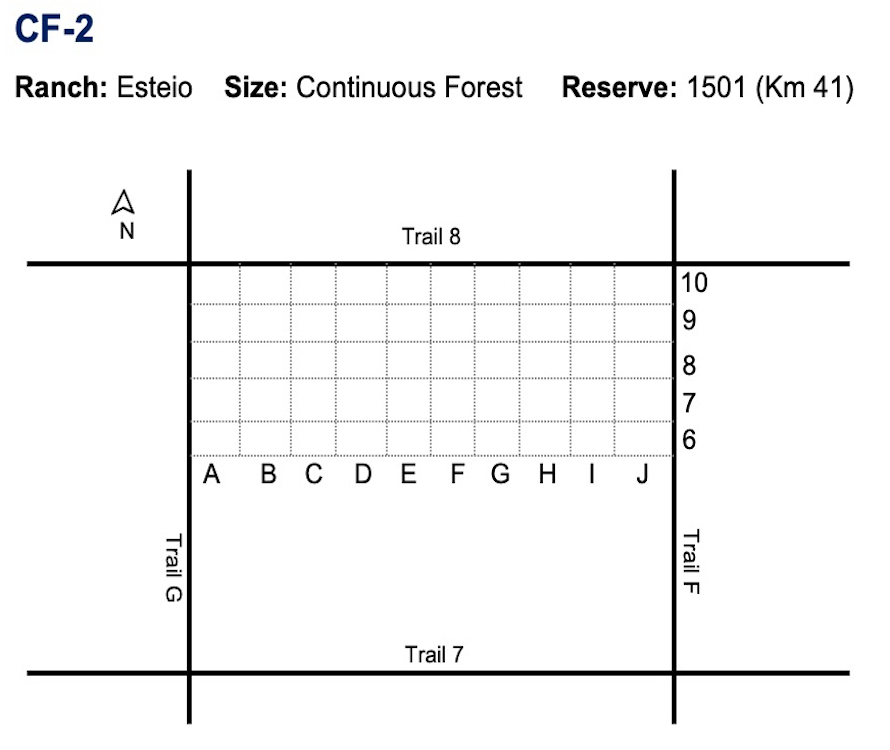 CF-2
Ranch: Esteio Size: Continuous Forest Reserve: 1501 (Km 41)
N
Trail 8
10
9
8
7
6
A B C D E F G H I J
Trail G
Trail F
Trail 7